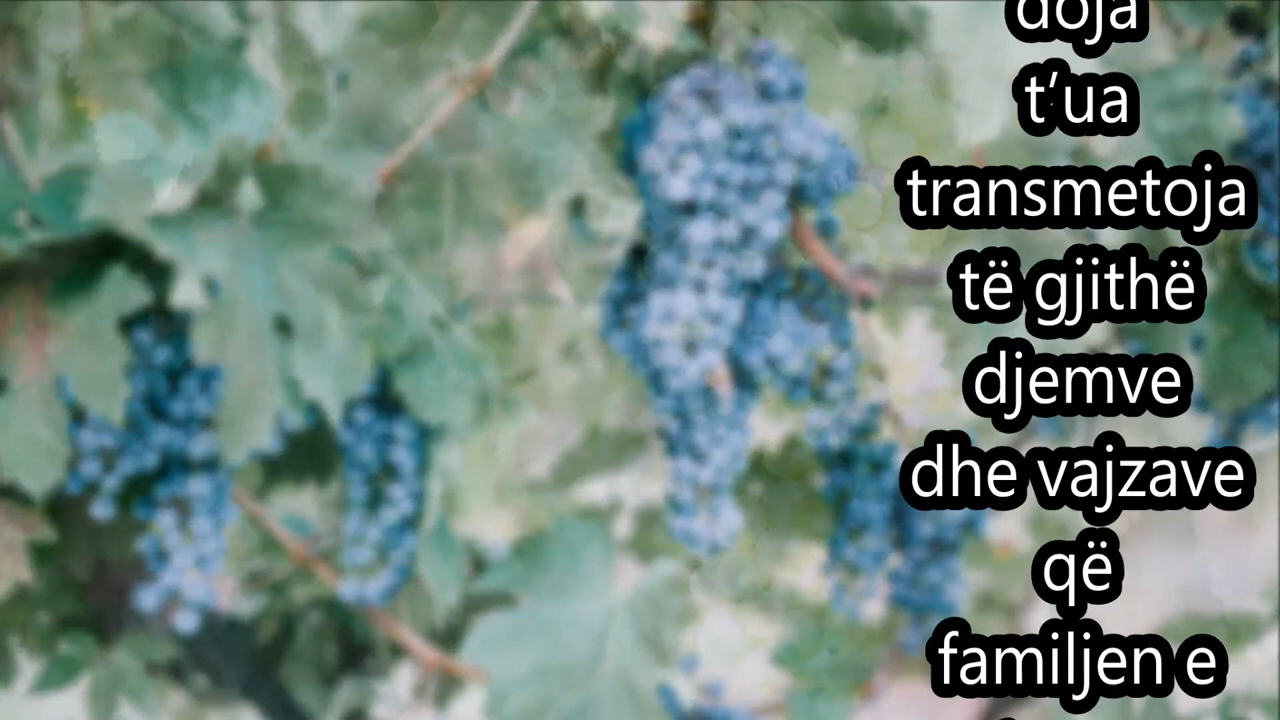 doja
t’ua
transmetoja
të gjithë
djemve
dhe vajzave
që
familjen e